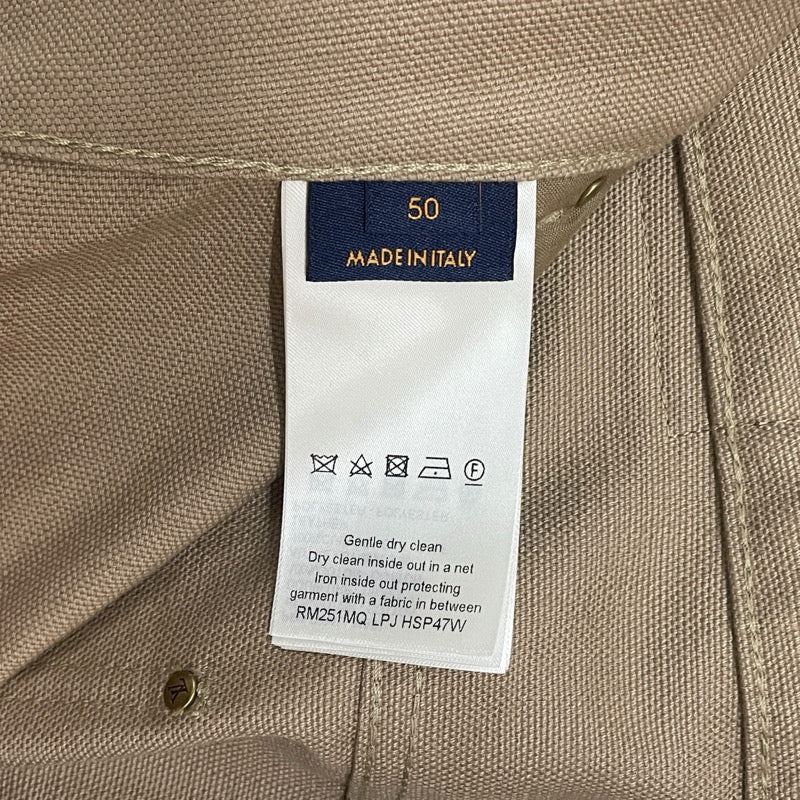 50
MADE IN ITALY
F
Gentle dry clean
Dry clean inside out in a net
Iron inside out protecting
garment with a fabric in between
RM251MQ LPJ HSP47W